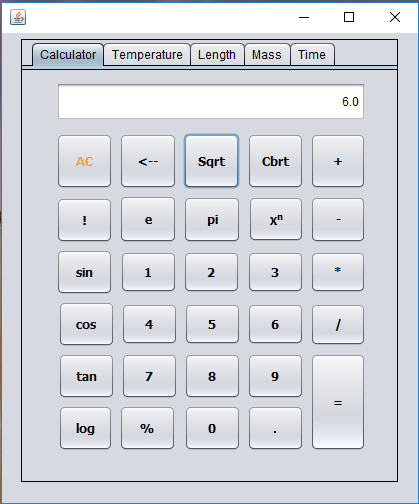 Calculator Temperature Length Mass Time
6.0
AC <-- Sqrt Cbrt +
! e pi xⁿ -
sin 1 2 3 *
cos 4 5 6 /
tan 7 8 9 =
log % 0 .